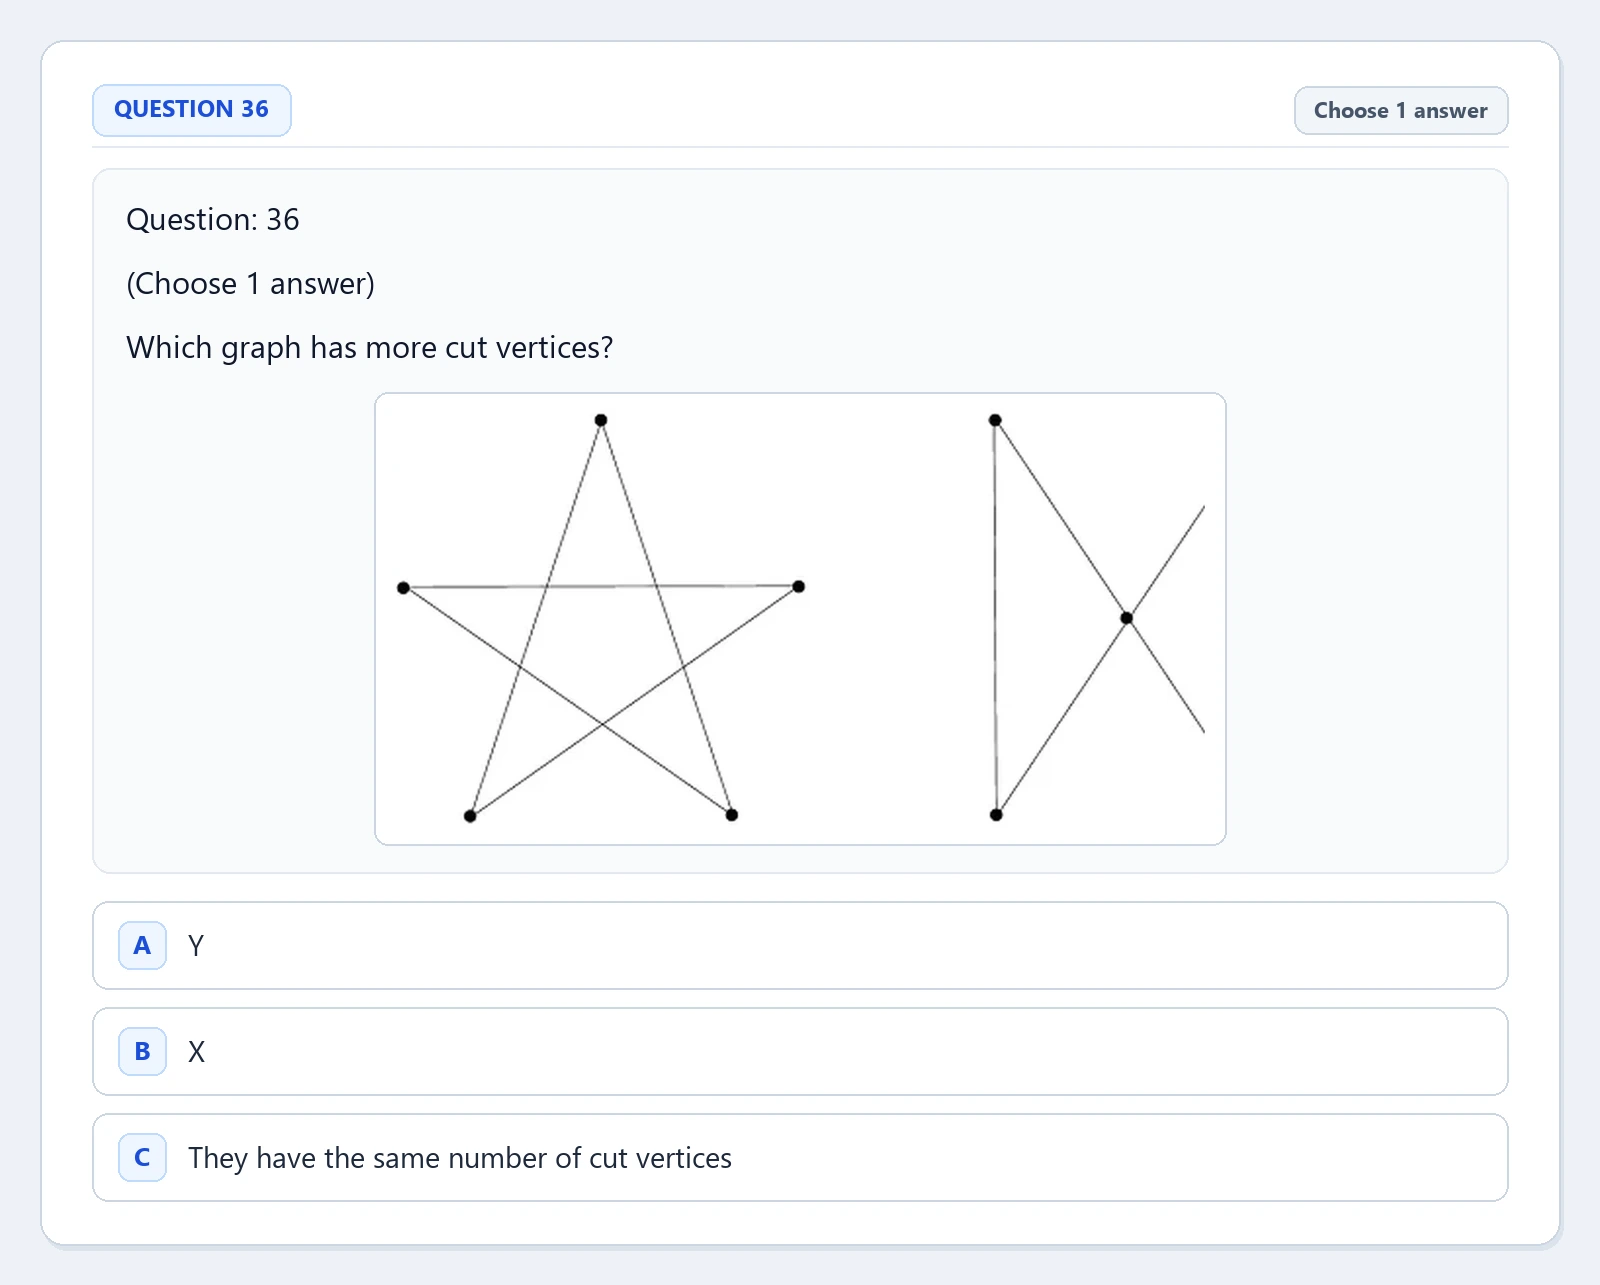 QUESTION 36
Choose 1 answer
Question: 36
(Choose 1 answer)
Which graph has more cut vertices?
A Y
B X
C They have the same number of cut vertices